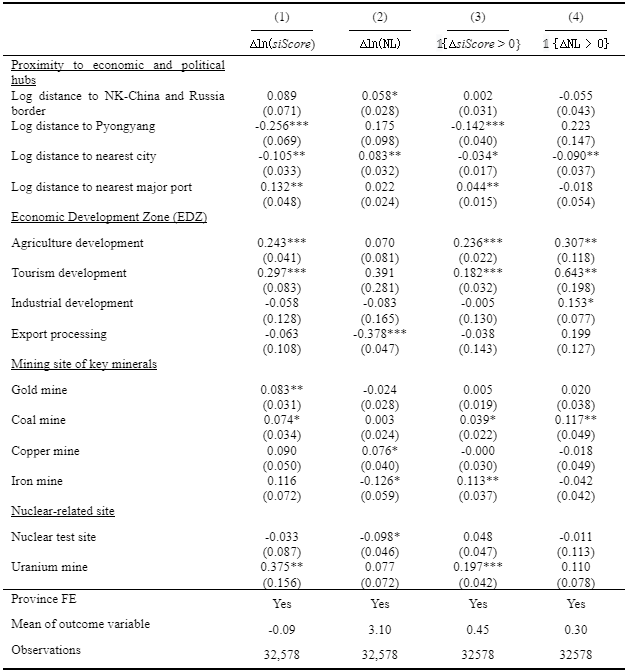 (1) (2) (3) (4)
Δln(siScore) Δln(NL) 𝟙{ΔsiScore > 0} 𝟙 {ΔNL > 0}
Proximity to economic and political
hubs
Log distance to NK-China and Russia 0.089 0.058* 0.002 -0.055
border (0.071) (0.028) (0.031) (0.043)
Log distance to Pyongyang -0.256*** 0.175 -0.142*** 0.223
(0.069) (0.098) (0.040) (0.147)
Log distance to nearest city -0.105** 0.083** -0.034* -0.090**
(0.033) (0.032) (0.017) (0.037)
Log distance to nearest major port 0.132** 0.022 0.044** -0.018
(0.048) (0.024) (0.015) (0.054)
Economic Development Zone (EDZ)
Agriculture development 0.243*** 0.070 0.236*** 0.307**
(0.041) (0.081) (0.022) (0.118)
Tourism development 0.297*** 0.391 0.182*** 0.643**
(0.083) (0.281) (0.032) (0.198)
Industrial development -0.058 -0.083 -0.005 0.153*
(0.128) (0.165) (0.130) (0.077)
Export processing -0.063 -0.378*** -0.038 0.199
(0.108) (0.047) (0.143) (0.127)
Mining site of key minerals
Gold mine 0.083** -0.024 0.005 0.020
(0.031) (0.028) (0.019) (0.038)
Coal mine 0.074* 0.003 0.039* 0.117**
(0.034) (0.024) (0.022) (0.049)
Copper mine 0.090 0.076* -0.000 -0.018
(0.050) (0.040) (0.030) (0.049)
Iron mine 0.116 -0.126* 0.113** -0.042
(0.072) (0.059) (0.037) (0.042)
Nuclear-related site
Nuclear test site -0.033 -0.098* 0.048 -0.011
(0.087) (0.046) (0.047) (0.113)
Uranium mine 0.375** 0.077 0.197*** 0.110
(0.156) (0.072) (0.042) (0.078)
Province FE Yes Yes Yes Yes
Mean of outcome variable -0.09 3.10 0.45 0.30
Observations 32,578 32,578 32578 32578